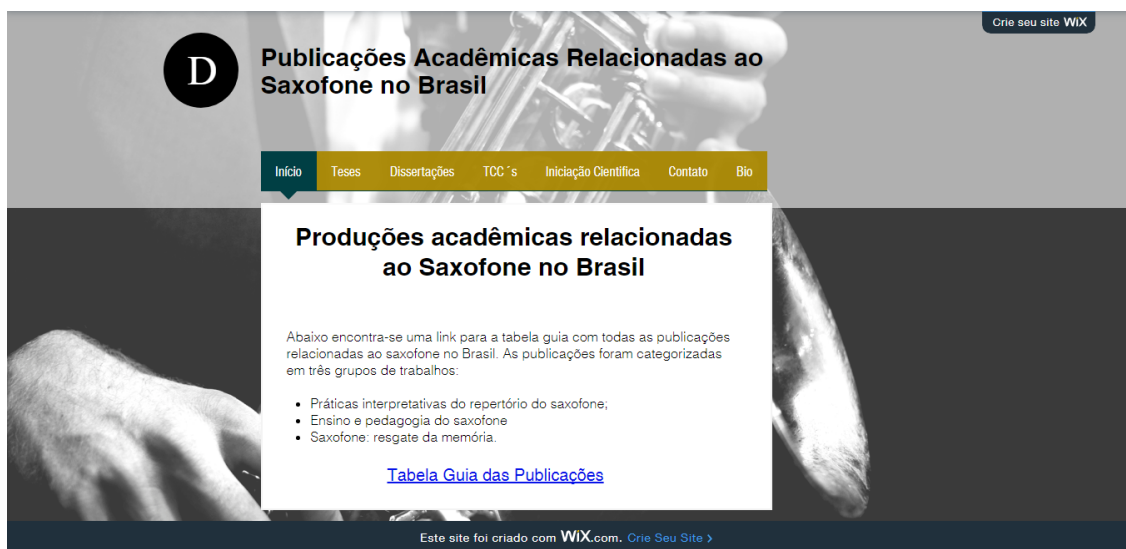 Crie seu site WiX
D
Publicações Acadêmicas Relacionadas ao
Saxofone no Brasil
Início Teses Dissertações TCC´s Iniciação Cientifica Contato Bio
Produções acadêmicas relacionadas
ao Saxofone no Brasil
Abaixo encontra-se uma link para a tabela guia com todas as publicações
relacionadas ao saxofone no Brasil. As publicações foram categorizadas
em três grupos de trabalhos:
• Práticas interpretativas do repertório do saxofone;
• Ensino e pedagogia do saxofone
• Saxofone: resgate da memória.
Tabela Guia das Publicações
Este site foi criado com WiX.com. Crie Seu Site >